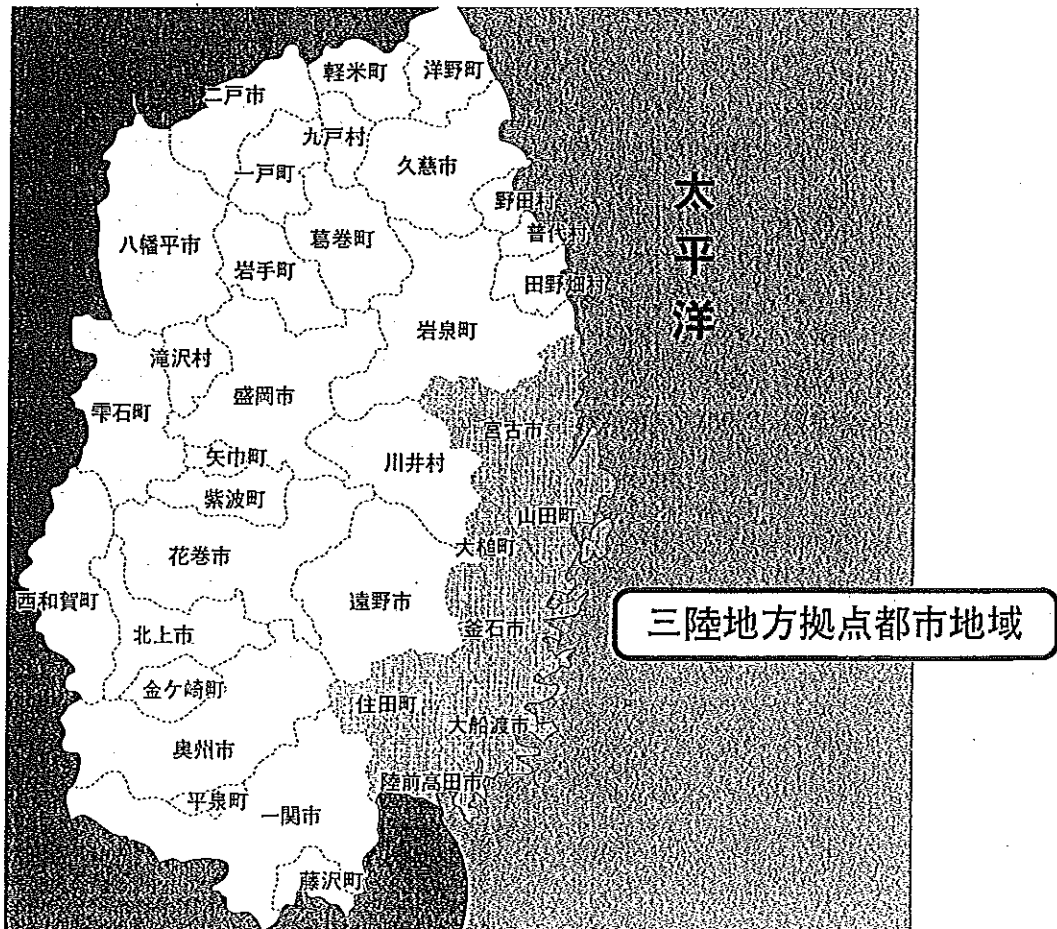 軽米町
洋野町
二戸市
九戸村
一戸町
久慈市
野田村
普代村
田野畑村
八幡平市
葛巻町
岩手町
岩泉町
太平洋
滝沢村
盛岡市
雫石町
宮古市
矢巾町
川井村
紫波町
山田町
大槌町
花巻市
西和賀町
遠野市
釜石市
三陸地方拠点都市地域
北上市
金ケ崎町
住田町
大船渡市
奥州市
陸前高田市
平泉町
一関市
藤沢町